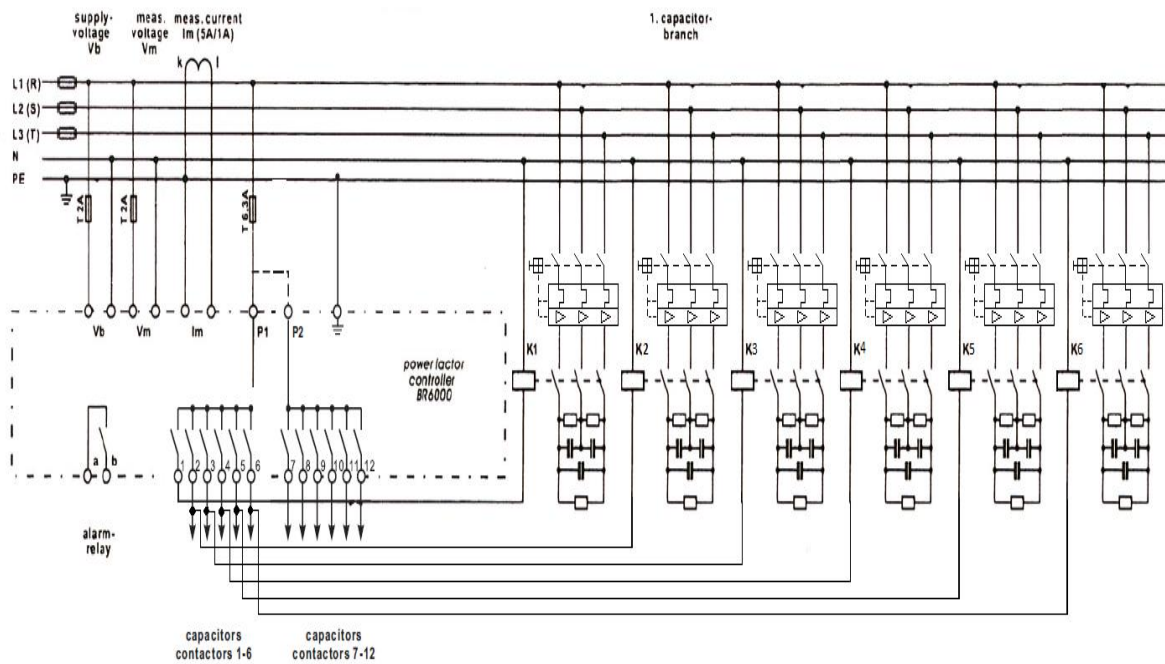 supply-
voltage
Vb
meas.
voltage
Vm
meas. current
Im (5A/1A)
k l
1. capacitor-
branch
L1 (R)
L2 (S)
L3 (T)
N
PE
T 2A
T 2A
T 6.3A
Vb
Vm
Im
P1
P2
power lactor
controller
BR6000
K1
K2
K3
K4
K5
K6
a b
1 2 3 4 5 6
7 8 9 10 11 12
alarm-
relay
capacitors
contactors 1-6
capacitors
contactors 7-12